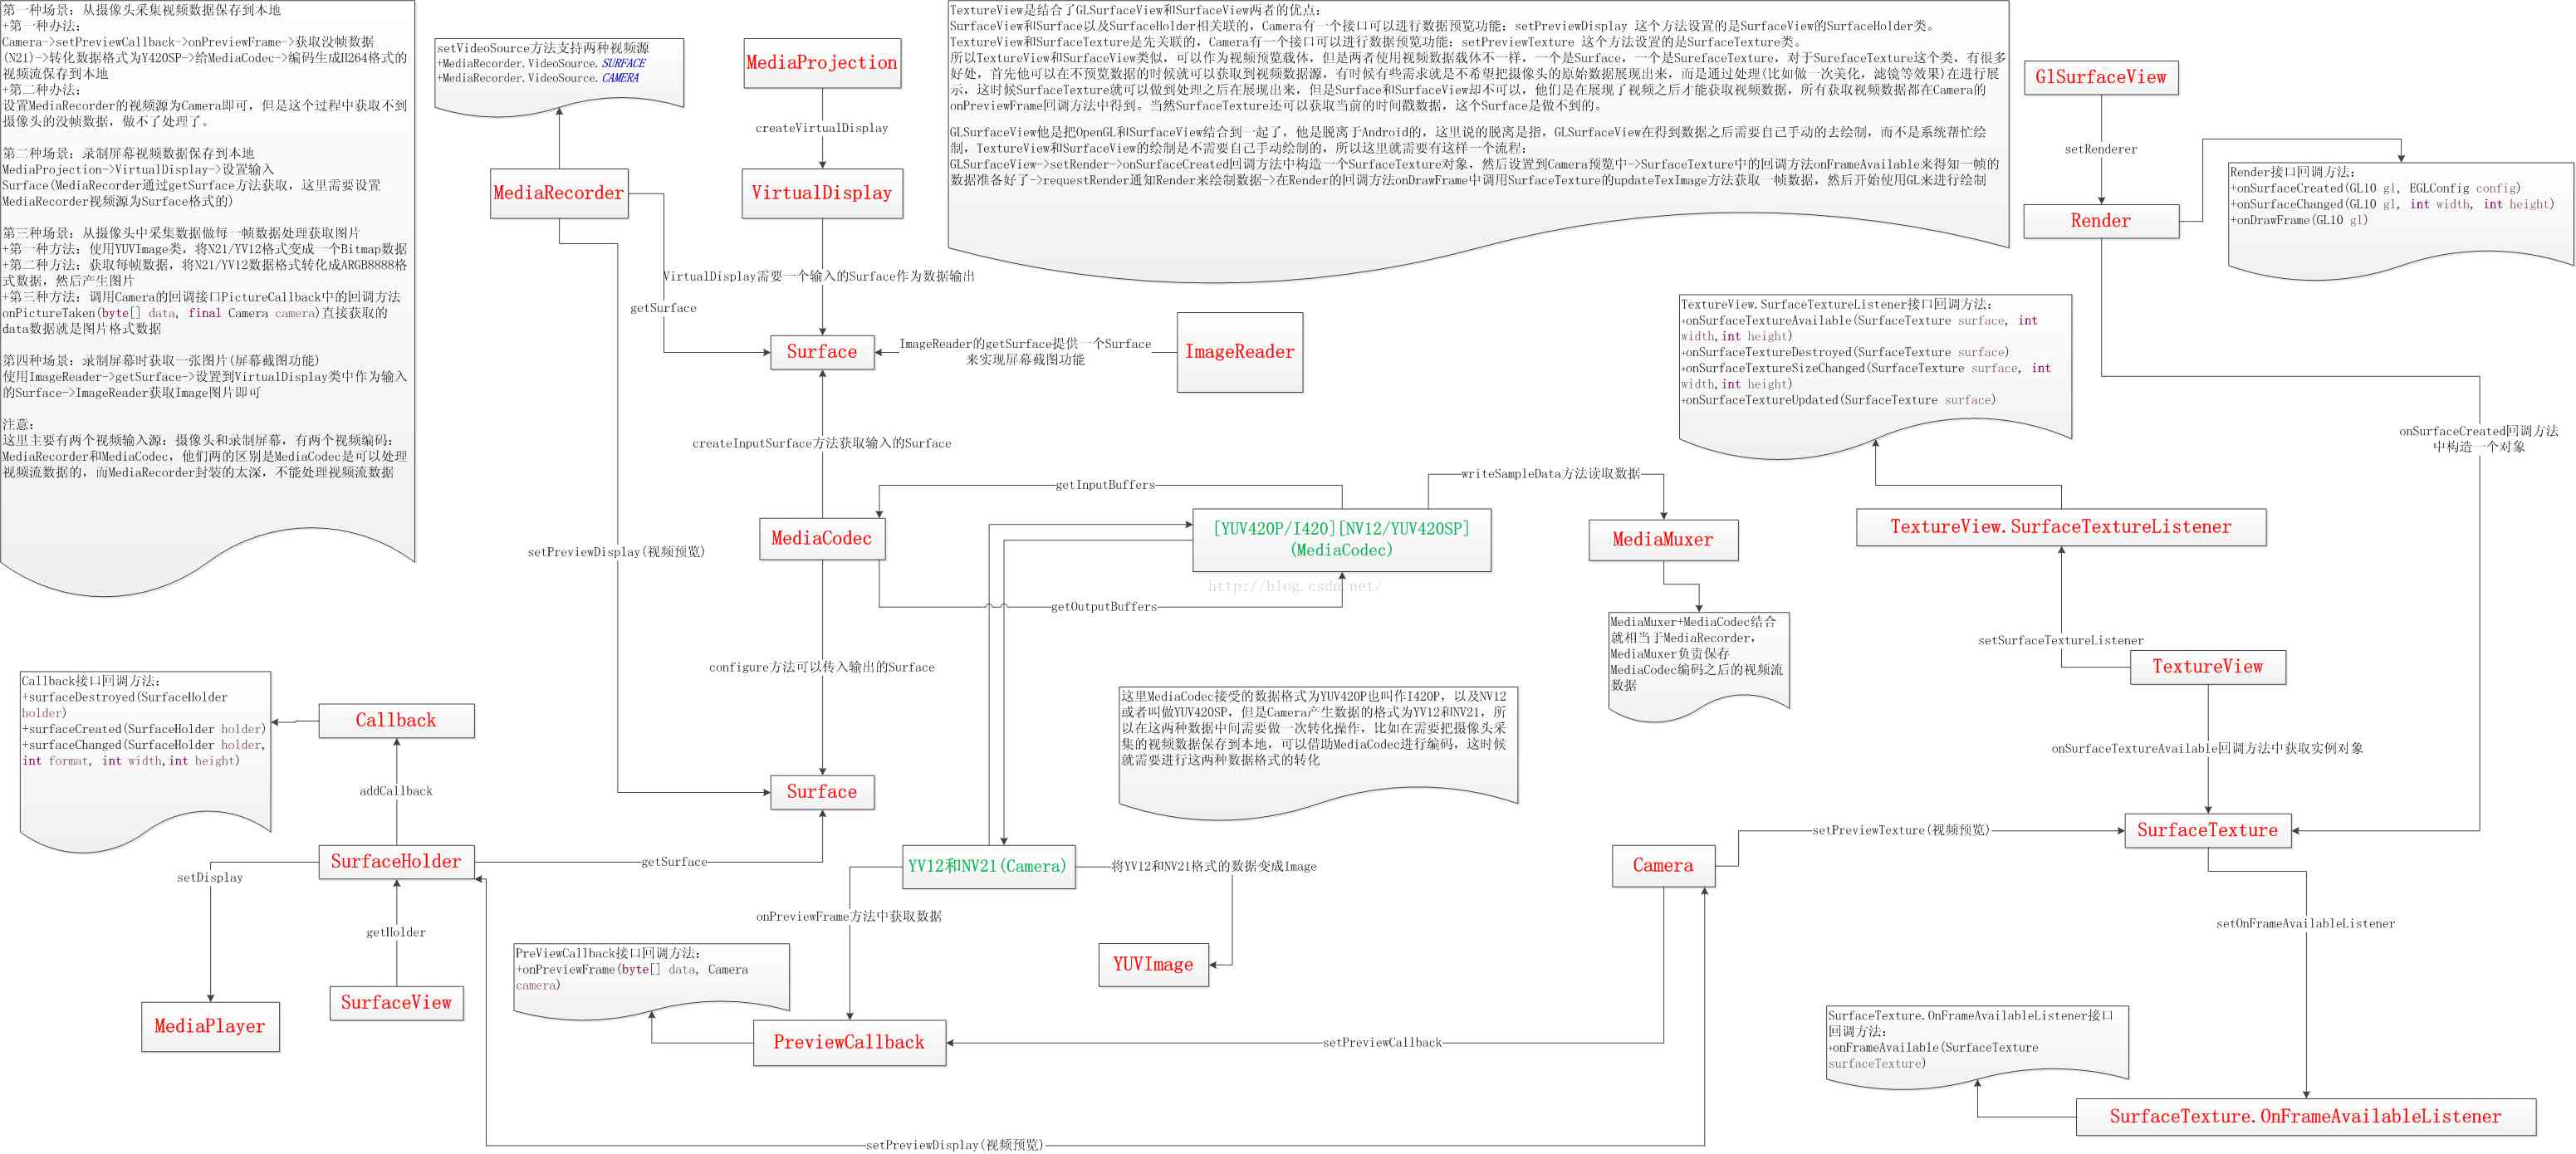 第一种场景：从摄像头采集视频数据保存到本地
+第一种办法：
Camera->setPreviewCallback->onPreviewFrame->获取没帧数据
(N21)->转化数据格式为Y420SP->给MediaCodec->编码生成H264格式的
视频流保存到本地
+第二种办法：
设置MediaRecorder的视频源为Camera即可，但是这个过程中获取不到
摄像头的没帧数据，做不了处理了。
第二种场景：录制屏幕视频数据保存到本地
MediaProjection->VirtualDisplay->设置输入
Surface(MediaRecorder通过getSurface方法获取，这里需要设置
MediaRecorder视频源为Surface格式的)
第三种场景：从摄像头中采集数据做每一帧数据处理获取图片
+第一种方法：使用YUVImage类，将N21/YV12格式变成一个Bitmap数据
+第二种方法：获取每帧数据，将N21/YV12数据格式转化成ARGB8888格
式数据，然后产生图片
+第三种方法：调用Camera的回调接口PictureCallback中的回调方法
onPictureTaken(byte[] data, final Camera camera)直接获取的
data数据就是图片格式数据
第四种场景：录制屏幕时获取一张图片(屏幕截图功能)
使用ImageReader->getSurface->设置到VirtualDisplay类中作为输入
的Surface->ImageReader获取Image图片即可
注意：
这里主要有两个视频输入源：摄像头和录制屏幕，有两个视频编码：
MediaRecorder和MediaCodec，他们两的区别是MediaCodec是可以处理
视频流数据的，而MediaRecorder封装的太深，不能处理视频流数据
setVideoSource方法支持两种视频源
+MediaRecorder.VideoSource.SURFACE
+MediaRecorder.VideoSource.CAMERA
MediaProjection
createVirtualDisplay
MediaRecorder
VirtualDisplay
TextureView是结合了GLSurfaceView和SurfaceView两者的优点：
SurfaceView和Surface以及SurfaceHolder相关联的，Camera有一个接口可以进行数据预览功能：setPreviewDisplay 这个方法设置的是SurfaceView的SurfaceHolder类。
TextureView和SurfaceTexture是先关联的，Camera有一个接口可以进行数据预览功能：setPreviewTexture 这个方法设置的是SurfaceTexture类。
所以TextureView和SurfaceView类似，可以作为视频预览载体，但是两者使用视频数据载体不一样，一个是Surface，一个是SurefaceTexture，对于SurefaceTexture这个类，有很多
好处，首先他可以在不预览数据的时候就可以获取到视频数据源，有时候有些需求就是不希望把摄像头的原始数据展现出来，而是通过处理(比如做一次美化，滤镜等效果)在进行展
示，这时候SurfaceTexture就可以做到处理之后在展现出来，但是Surface和SurfaceView却不可以，他们是在展现了视频之后才能获取视频数据，所有获取视频数据都在Camera的
onPreviewFrame回调方法中得到。当然SurfaceTexture还可以获取当前的时间戳数据，这个Surface是做不到的。
GLSurfaceView他是把OpenGL和SurfaceView结合到一起了，他是脱离于Android的，这里说的脱离是指，GLSurfaceView在得到数据之后需要自己手动的去绘制，而不是系统帮忙绘
制，TextureView和SurfaceView的绘制是不需要自己手动绘制的，所以这里就需要有这样一个流程：
GLSurfaceView->setRender->onSurfaceCreated回调方法中构造一个SurfaceTexture对象，然后设置到Camera预览中->SurfaceTexture中的回调方法onFrameAvailable来得知一帧的
数据准备好了->requestRender通知Render来绘制数据->在Render的回调方法onDrawFrame中调用SurfaceTexture的updateTexImage方法获取一帧数据，然后开始使用GL来进行绘制
GlSurfaceView
setRenderer
Render
Render接口回调方法：
+onSurfaceCreated(GL10 gl, EGLConfig config)
+onSurfaceChanged(GL10 gl, int width, int height)
+onDrawFrame(GL10 gl)
VirtualDisplay需要一个输入的Surface作为数据输出
getSurface
Surface
ImageReader的getSurface提供一个Surface
来实现屏幕截图功能
ImageReader
TextureView.SurfaceTextureListener接口回调方法：
+onSurfaceTextureAvailable(SurfaceTexture surface, int
width,int height)
+onSurfaceTextureDestroyed(SurfaceTexture surface)
+onSurfaceTextureSizeChanged(SurfaceTexture surface, int
width,int height)
+onSurfaceTextureUpdated(SurfaceTexture surface)
onSurfaceCreated回调方法
中构造一个对象
createInputSurface方法获取输入的Surface
getInputBuffers
writeSampleData方法读取数据
MediaCodec
[YUV420P/I420][NV12/YUV420SP]
(MediaCodec)
MediaMuxer
TextureView.SurfaceTextureListener
setPreviewDisplay(视频预览)
http://blog.csdn.net/
getOutputBuffers
MediaMuxer+MediaCodec结合
就相当于MediaRecorder，
MediaMuxer负责保存
MediaCodec编码之后的视频流
数据
setSurfaceTextureListener
TextureView
configure方法可以传入输出的Surface
Callback接口回调方法：
+surfaceDestroyed(SurfaceHolder
holder)
+surfaceCreated(SurfaceHolder holder)
+surfaceChanged(SurfaceHolder holder,
int format, int width,int height)
Callback
这里MediaCodec接受的数据格式为YUV420P也叫作I420P，以及NV12
或者叫做YUV420SP，但是Camera产生数据的格式为YV12和NV21，所
以在这两种数据中间需要做一次转化操作，比如在需要把摄像头采
集的视频数据保存到本地，可以借助MediaCodec进行编码，这时候
就需要进行这两种数据格式的转化
onSurfaceTextureAvailable回调方法中获取实例对象
addCallback
Surface
setPreviewTexture(视频预览)
SurfaceTexture
SurfaceHolder
getSurface
YV12和NV21(Camera)
将YV12和NV21格式的数据变成Image
Camera
setDisplay
onPreviewFrame方法中获取数据
setOnFrameAvailableListener
getHolder
PreViewCallback接口回调方法：
+onPreviewFrame(byte[] data, Camera
camera)
YUVImage
SurfaceView
MediaPlayer
PreviewCallback
setPreviewCallback
SurfaceTexture.OnFrameAvailableListener接口
回调方法：
+onFrameAvailable(SurfaceTexture
surfaceTexture)
SurfaceTexture.OnFrameAvailableListener
setPreviewDisplay(视频预览)